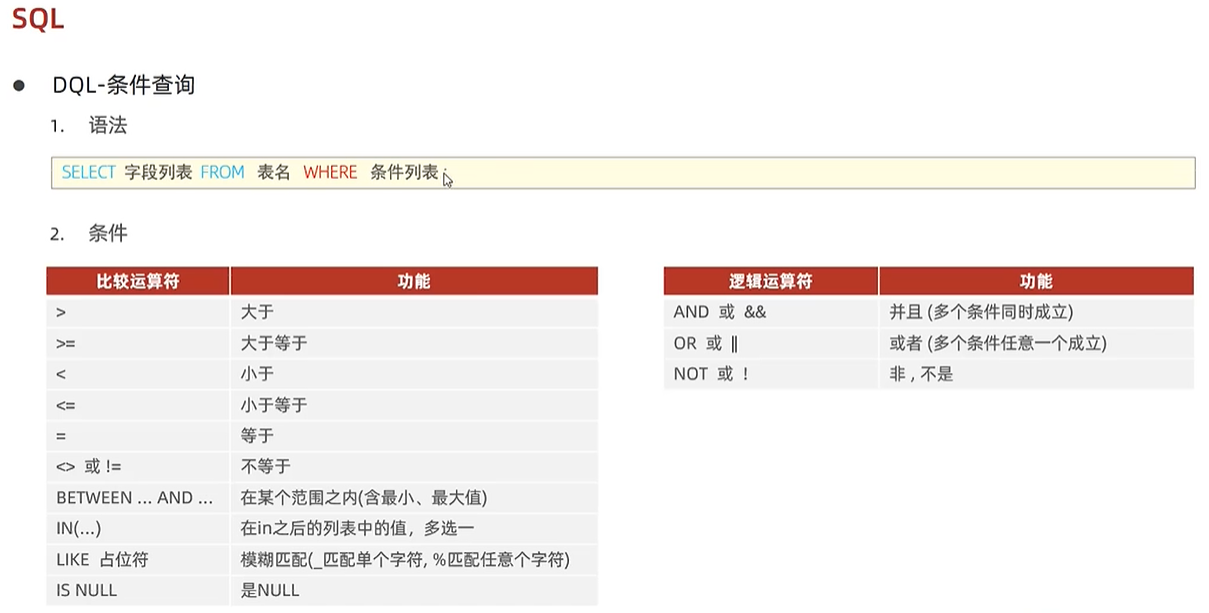 SQL
DQL-条件查询
1. 语法
SELECT 字段列表 FROM 表名 WHERE 条件列表 ;
2. 条件
比较运算符 功能
> 大于
>= 大于等于
< 小于
<= 小于等于
= 等于
<> 或 != 不等于
BETWEEN ... AND ... 在某个范围之内(含最小、最大值)
IN(...) 在in之后的列表中的值，多选一
LIKE 占位符 模糊匹配(_匹配单个字符, %匹配任意个字符)
IS NULL 是NULL
逻辑运算符 功能
AND 或 && 并且 (多个条件同时成立)
OR 或 || 或者 (多个条件任意一个成立)
NOT 或 ! 非 , 不是